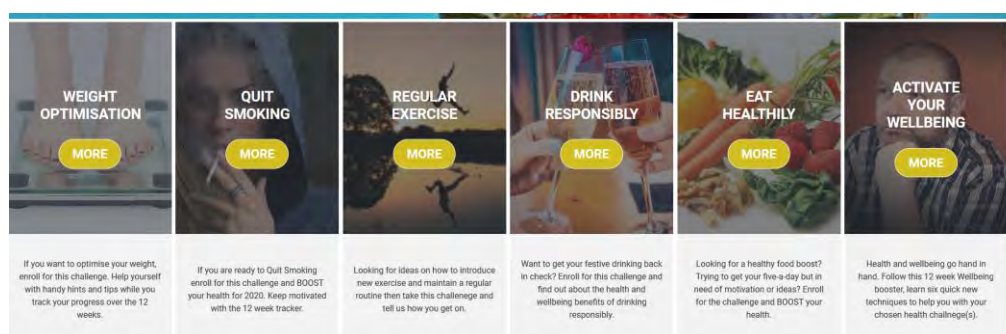 WEIGHT
OPTIMISATION
MORE
If you want to optimise your weight,
enroll for this challenge. Help yourself
with handy hints and tips while you
track your progress over the 12
weeks.
QUIT
SMOKING
MORE
If you are ready to Quit Smoking
enroll for this challenge and BOOST
your health for 2020. Keep motivated
with the 12 week tracker.
REGULAR
EXERCISE
MORE
Looking for ideas on how to introduce
new exercise and maintain a regular
routine then take this challenege and
tell us how you get on.
DRINK
RESPONSIBLY
MORE
Want to get your festive drinking back
in check? Enroll for this challenge and
find out about the health and
wellbeing benefits of drinking
responsibly.
EAT
HEALTHILY
MORE
Looking for a healthy food boost?
Trying to get your five-a-day but in
need of motivation or ideas? Enroll
for the challenge and BOOST your
health.
ACTIVATE
YOUR
WELLBEING
MORE
Health and wellbeing go hand in
hand. Follow this 12 week Wellbeing
booster, learn six quick new
techniques to help you with your
chosen health challnege(s).